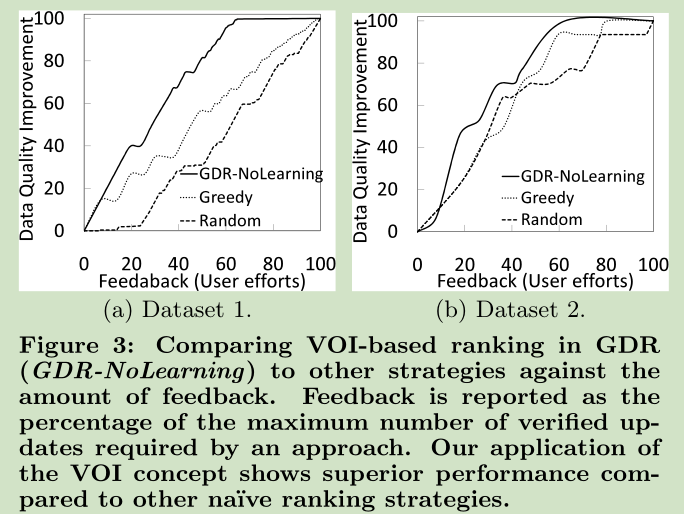 Data Quality Improvement
100
80
60
40
20
0
GDR-NoLearning
Greedy
Random
0 20 40 60 80 100
Feedaback (User efforts)
(a) Dataset 1.
Data Quality Improvement
100
80
60
40
20
0
GDR-NoLearning
Greedy
Random
0 20 40 60 80 100
Feedback (User efforts)
(b) Dataset 2.
Figure 3: Comparing VOI-based ranking in GDR
(GDR-NoLearning) to other strategies against the
amount of feedback. Feedback is reported as the
percentage of the maximum number of verified up-
dates required by an approach. Our application of
the VOI concept shows superior performance com-
pared to other naïve ranking strategies.